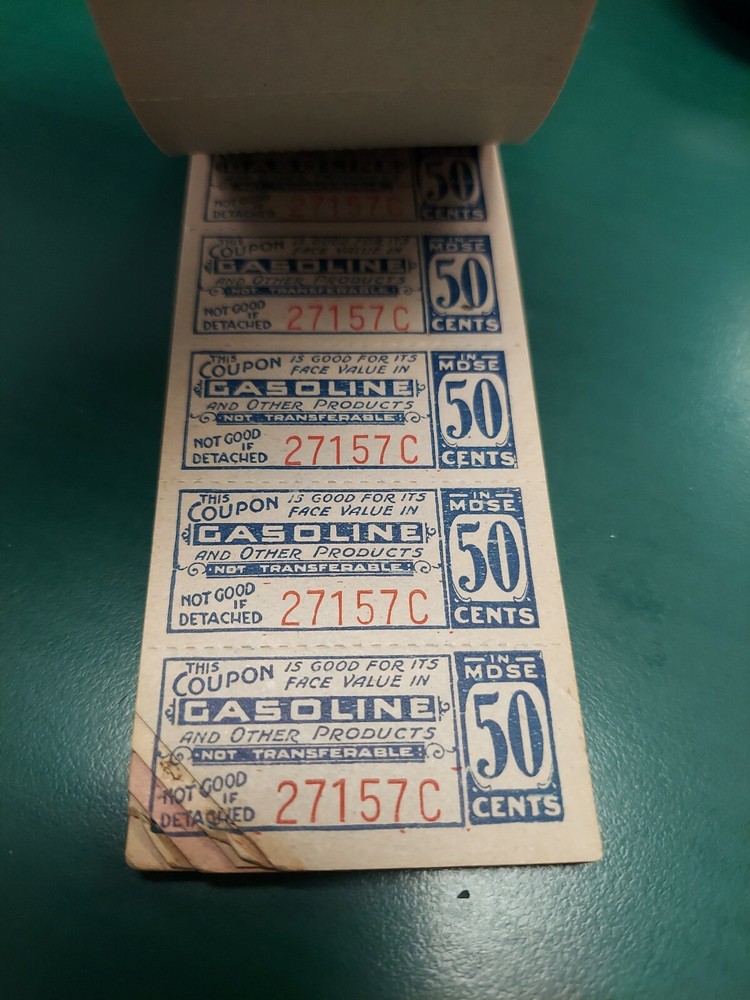 50
NOT GOOD
IF
DETACHED
27157C
CENTS
THIS
COUPON
IS GOOD FOR ITS
FACE VALUE IN
GASOLINE
AND OTHER PRODUCTS
NOT TRANSFERABLE
NOT GOOD
IF
DETACHED
27157C
IN
MDSE
50
CENTS
THIS
COUPON
IS GOOD FOR ITS
FACE VALUE IN
GASOLINE
AND OTHER PRODUCTS
NOT TRANSFERABLE
NOT GOOD
IF
DETACHED
27157C
IN
MDSE
50
CENTS
THIS
COUPON
IS GOOD FOR ITS
FACE VALUE IN
GASOLINE
AND OTHER PRODUCTS
NOT TRANSFERABLE
NOT GOOD
IF
DETACHED
27157C
IN
MDSE
50
CENTS
THIS
COUPON
IS GOOD FOR ITS
FACE VALUE IN
GASOLINE
AND OTHER PRODUCTS
NOT TRANSFERABLE
NOT GOOD
IF
DETACHED
27157C
IN
MDSE
50
CENTS